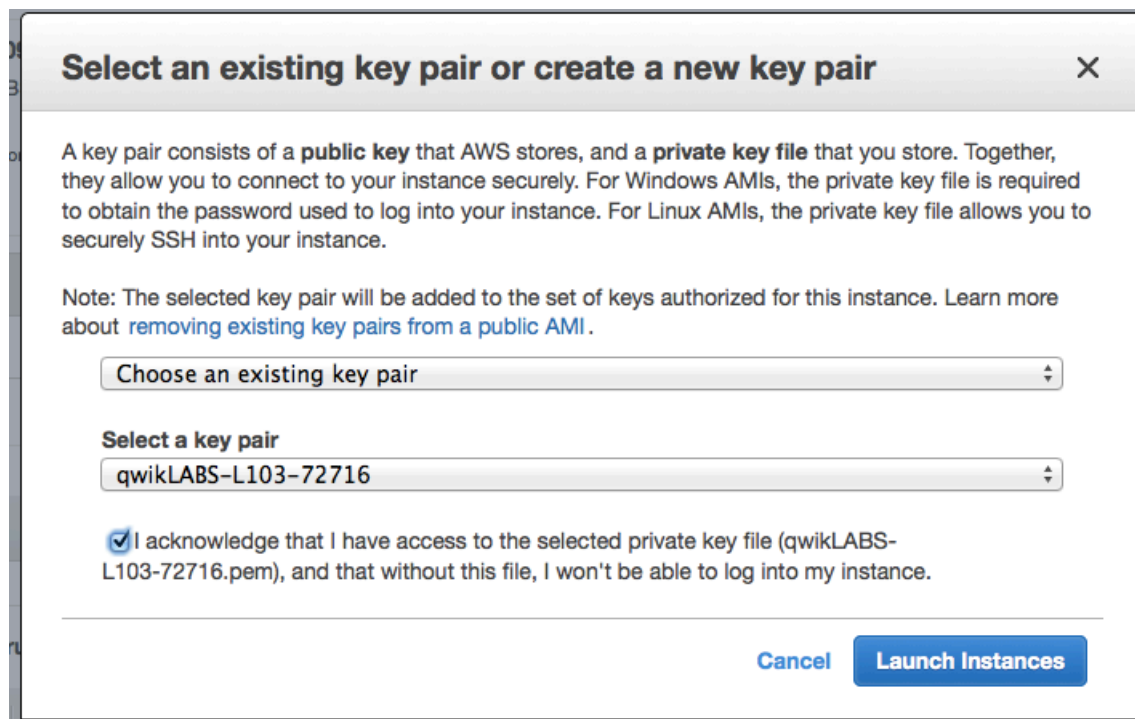 Select an existing key pair or create a new key pair
A key pair consists of a public key that AWS stores, and a private key file that you store. Together,
they allow you to connect to your instance securely. For Windows AMIs, the private key file is required
to obtain the password used to log into your instance. For Linux AMIs, the private key file allows you to
securely SSH into your instance.
Note: The selected key pair will be added to the set of keys authorized for this instance. Learn more
about removing existing key pairs from a public AMI .
Choose an existing key pair
Select a key pair
qwikLABS-L103-72716
I acknowledge that I have access to the selected private key file (qwikLABS-
L103-72716.pem), and that without this file, I won't be able to log into my instance.
Cancel Launch Instances